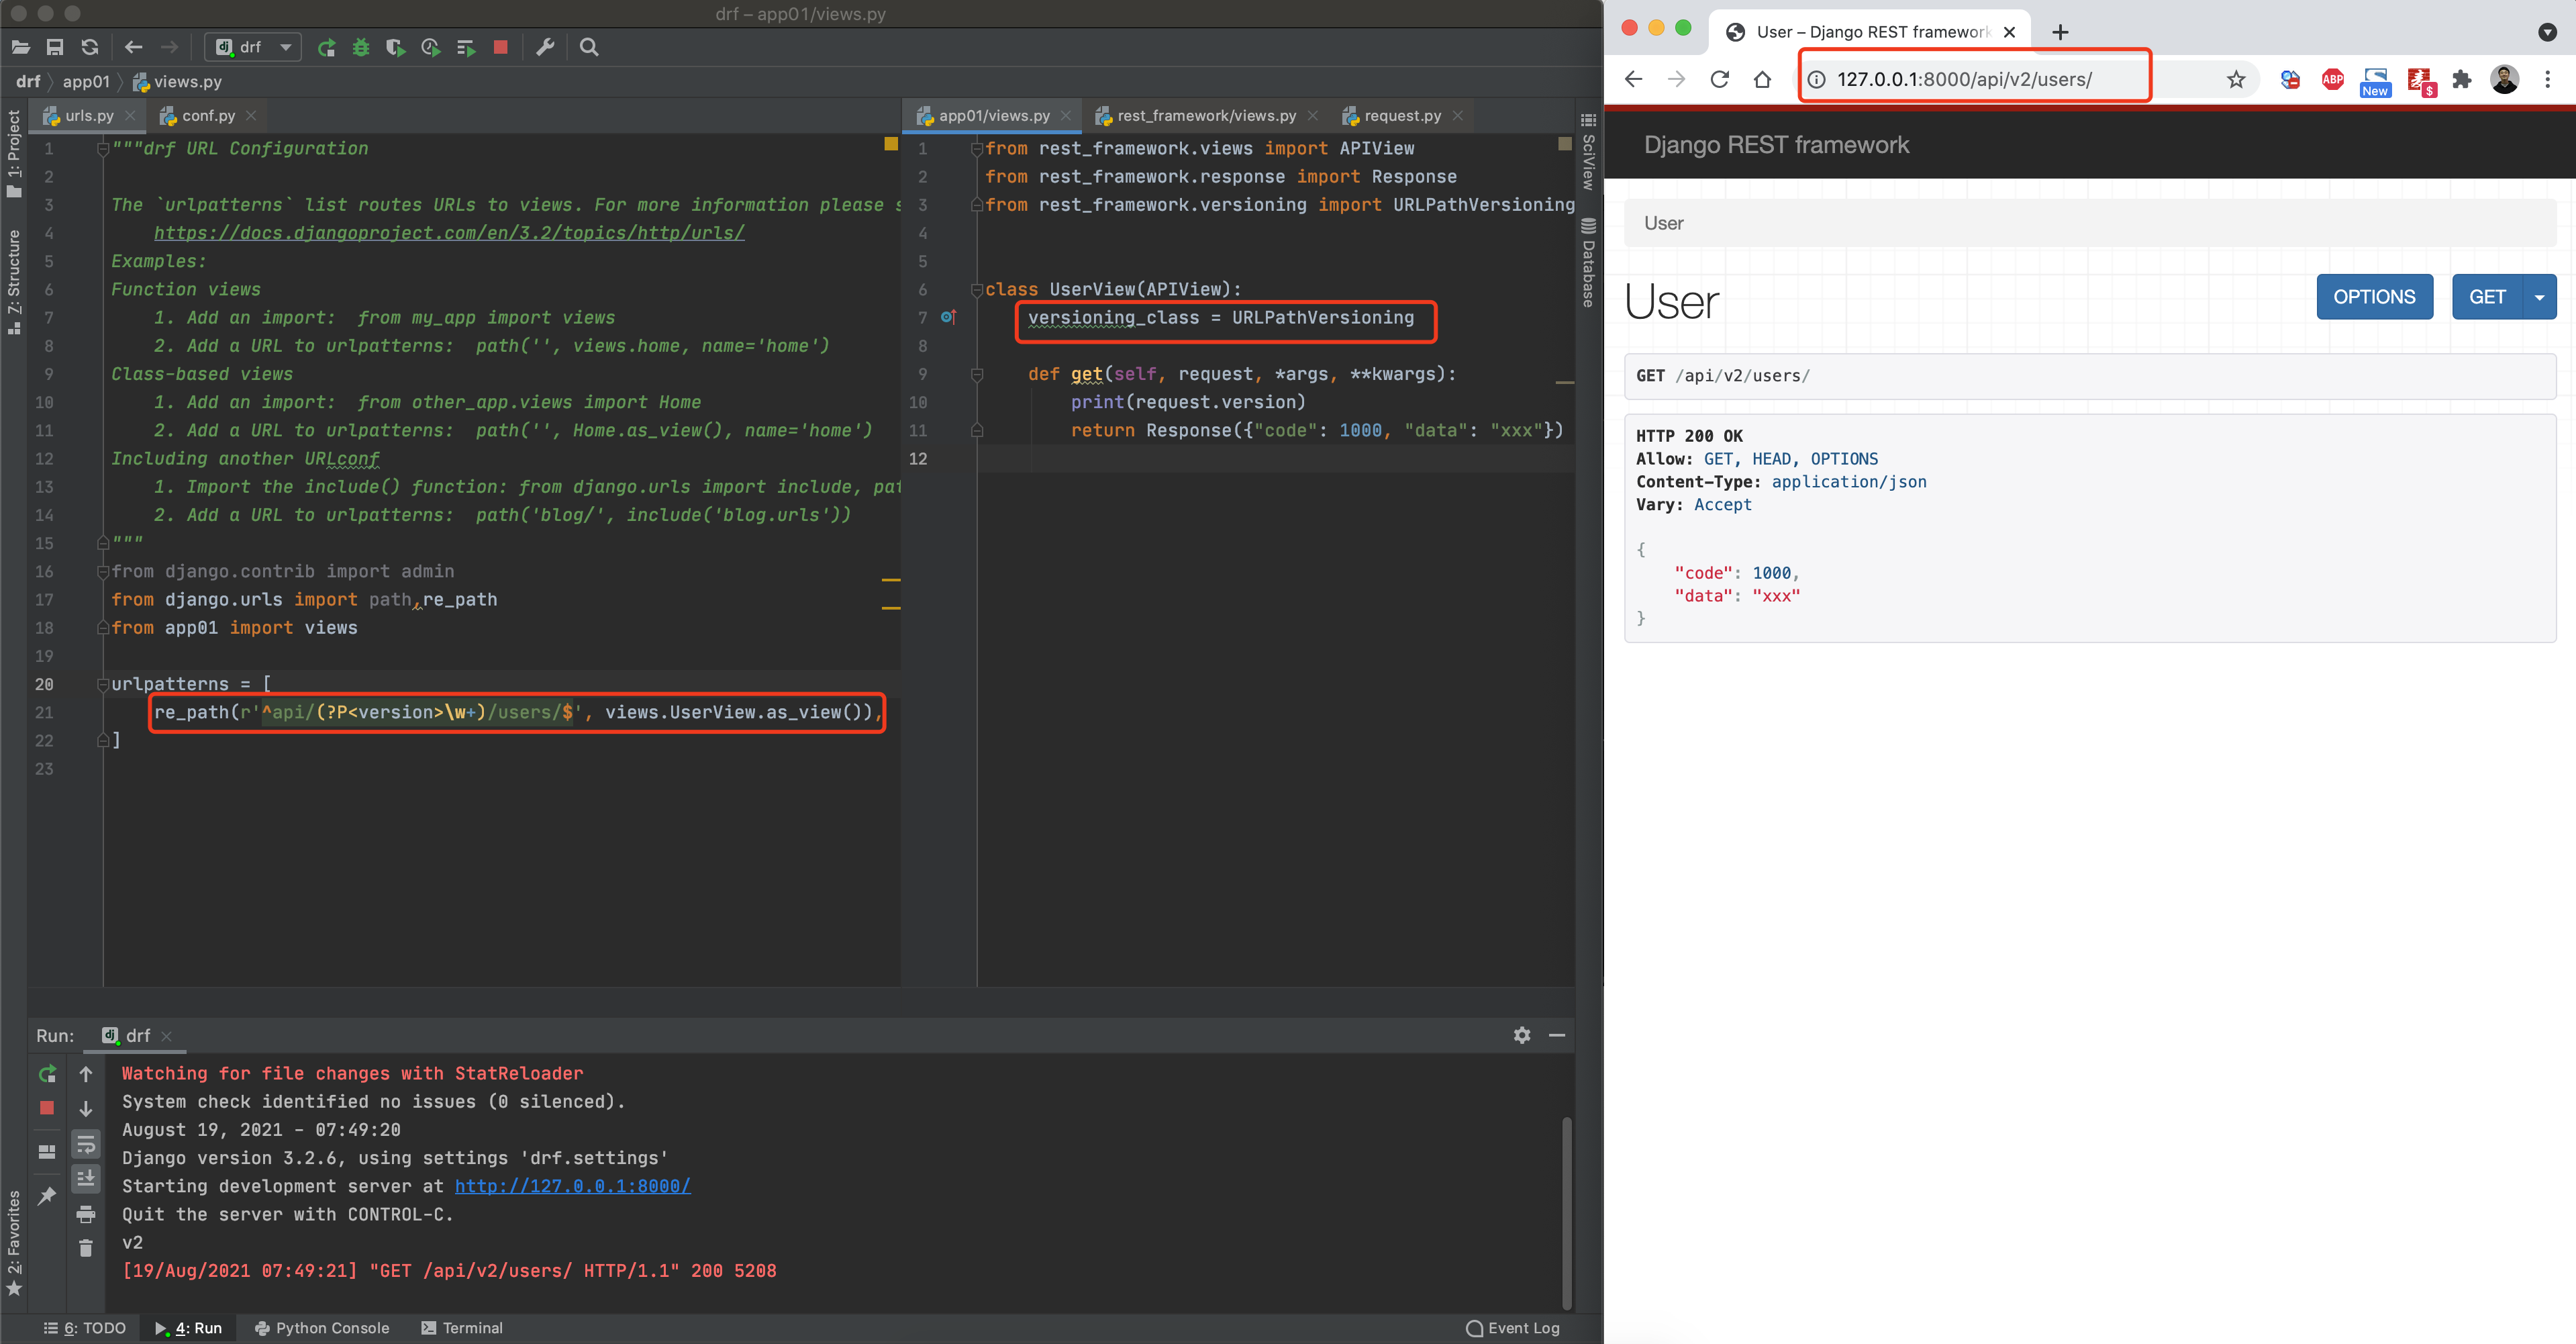 drf – app01/views.py
drf
drf app01 views.py
1: Project
Z: Structure
2: Favorites
urls.py
conf.py
1 """drf URL Configuration
2
3 The `urlpatterns` list routes URLs to views. For more information please s
4 https://docs.djangoproject.com/en/3.2/topics/http/urls/
5 Examples:
6 Function views
7 1. Add an import:  from my_app import views
8 2. Add a URL to urlpatterns:  path('', views.home, name='home')
9 Class-based views
10 1. Add an import:  from other_app.views import Home
11 2. Add a URL to urlpatterns:  path('', Home.as_view(), name='home')
12 Including another URLconf
13 1. Import the include() function: from django.urls import include, pat
14 2. Add a URL to urlpatterns:  path('blog/', include('blog.urls'))
15 """
16 from django.contrib import admin
17 from django.urls import path,re_path
18 from app01 import views
19
20 urlpatterns = [
21 re_path(r'^api/(?P<version>\w+)/users/$', views.UserView.as_view()),
22 ]
23
app01/views.py
rest_framework/views.py
request.py
1 from rest_framework.views import APIView
2 from rest_framework.response import Response
3 from rest_framework.versioning import URLPathVersioning
4
5
6 class UserView(APIView):
7 versioning_class = URLPathVersioning
8
9 def get(self, request, *args, **kwargs):
10 print(request.version)
11 return Response({"code": 1000, "data": "xxx"})
12
SciView
Database
Run: drf
Watching for file changes with StatReloader
System check identified no issues (0 silenced).
August 19, 2021 - 07:49:20
Django version 3.2.6, using settings 'drf.settings'
Starting development server at http://127.0.0.1:8000/
Quit the server with CONTROL-C.
v2
[19/Aug/2021 07:49:21] "GET /api/v2/users/ HTTP/1.1" 200 5208
6: TODO
4: Run
Python Console
Terminal
Event Log
User – Django REST framework
127.0.0.1:8000/api/v2/users/
ABP
New
$
Django REST framework
User
User
OPTIONS
GET
GET /api/v2/users/
HTTP 200 OK
Allow: GET, HEAD, OPTIONS
Content-Type: application/json
Vary: Accept
{
"code": 1000,
"data": "xxx"
}